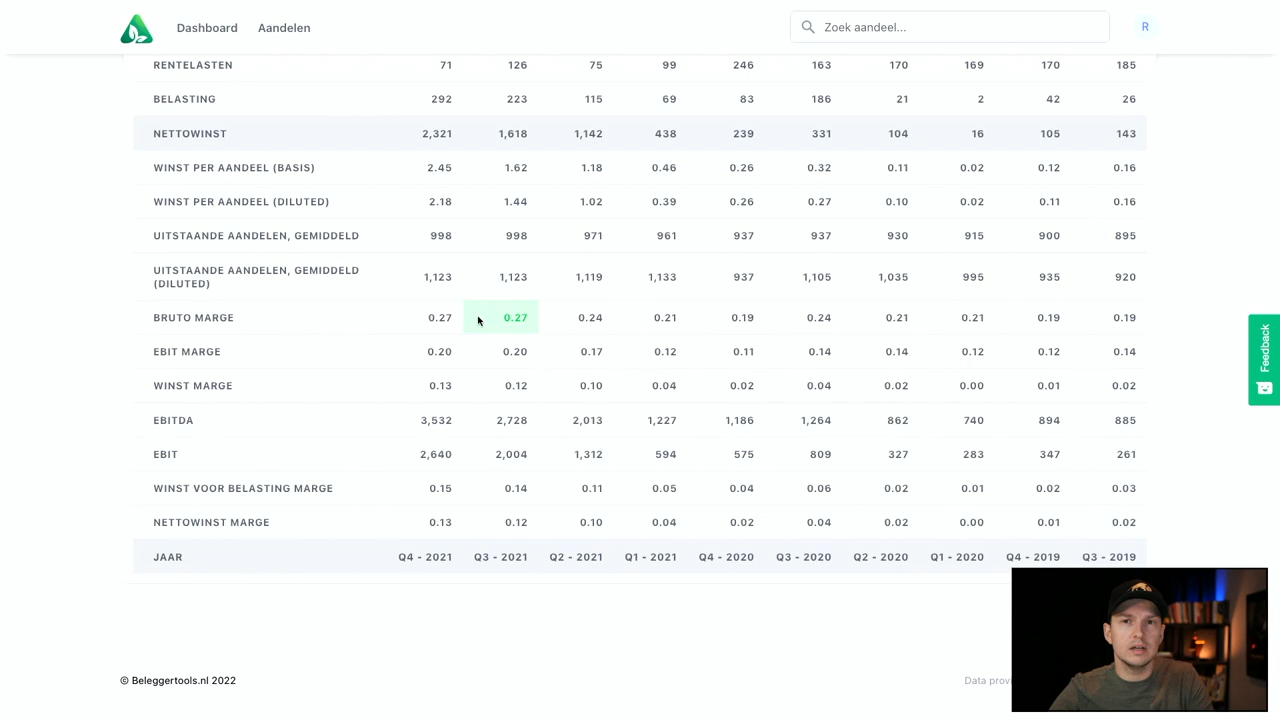 Dashboard Aandelen Zoek aandeel... R
RENTELASTEN 71 126 75 99 246 163 170 169 170 185
BELASTING 292 223 115 69 83 186 21 2 42 26
NETTOWINST 2,321 1,618 1,142 438 239 331 104 16 105 143
WINST PER AANDEEL (BASIS) 2.45 1.62 1.18 0.46 0.26 0.32 0.11 0.02 0.12 0.16
WINST PER AANDEEL (DILUTED) 2.18 1.44 1.02 0.39 0.26 0.27 0.10 0.02 0.11 0.16
UITSTAANDE AANDELEN, GEMIDDELD 998 998 971 961 937 937 930 915 900 895
UITSTAANDE AANDELEN, GEMIDDELD
(DILUTED) 1,123 1,123 1,119 1,133 937 1,105 1,035 995 935 920
BRUTO MARGE 0.27 0.27 0.24 0.21 0.19 0.24 0.21 0.21 0.19 0.19
EBIT MARGE 0.20 0.20 0.17 0.12 0.11 0.14 0.14 0.12 0.12 0.14
WINST MARGE 0.13 0.12 0.10 0.04 0.02 0.04 0.02 0.00 0.01 0.02
EBITDA 3,532 2,728 2,013 1,227 1,186 1,264 862 740 894 885
EBIT 2,640 2,004 1,312 594 575 809 327 283 347 261
WINST VOOR BELASTING MARGE 0.15 0.14 0.11 0.05 0.04 0.06 0.02 0.01 0.02 0.03
NETTOWINST MARGE 0.13 0.12 0.10 0.04 0.02 0.04 0.02 0.00 0.01 0.02
JAAR Q4 - 2021 Q3 - 2021 Q2 - 2021 Q1 - 2021 Q4 - 2020 Q3 - 2020 Q2 - 2020 Q1 - 2020 Q4 - 2019 Q3 - 2019
Feedback
© Beleggertools.nl 2022 Data